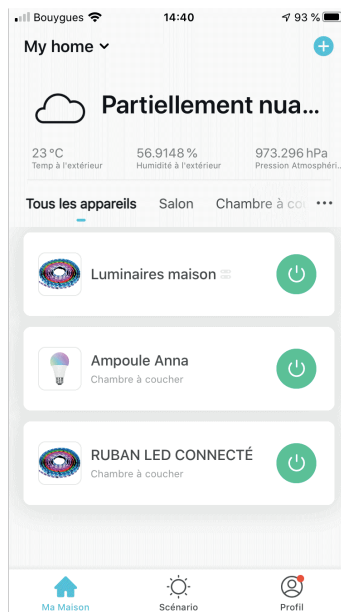 Bouygues 14:40 93 %
My home
Partiellement nua...
23 °C 56.9148 % 973.296 hPa
Temp à l'extérieur Humidité à l'extérieur Pression Atmosphéri..
Tous les appareils Salon Chambre à co
Luminaires maison
Ampoule Anna
Chambre à coucher
RUBAN LED CONNECTÉ
Chambre à coucher
Ma Maison Scénario Profil